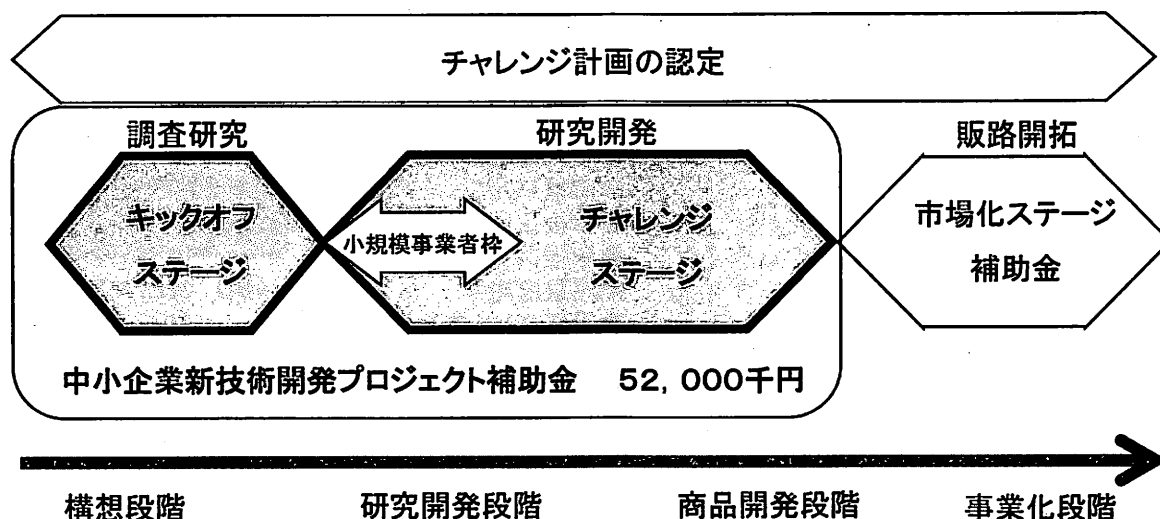 チャレンジ計画の認定
調査研究
研究開発
販路開拓
キックオフ
ステージ
小規模事業者枠
チャレンジ
ステージ
市場化ステージ
補助金
中小企業新技術開発プロジェクト補助金 52,000千円
構想段階
研究開発段階
商品開発段階
事業化段階